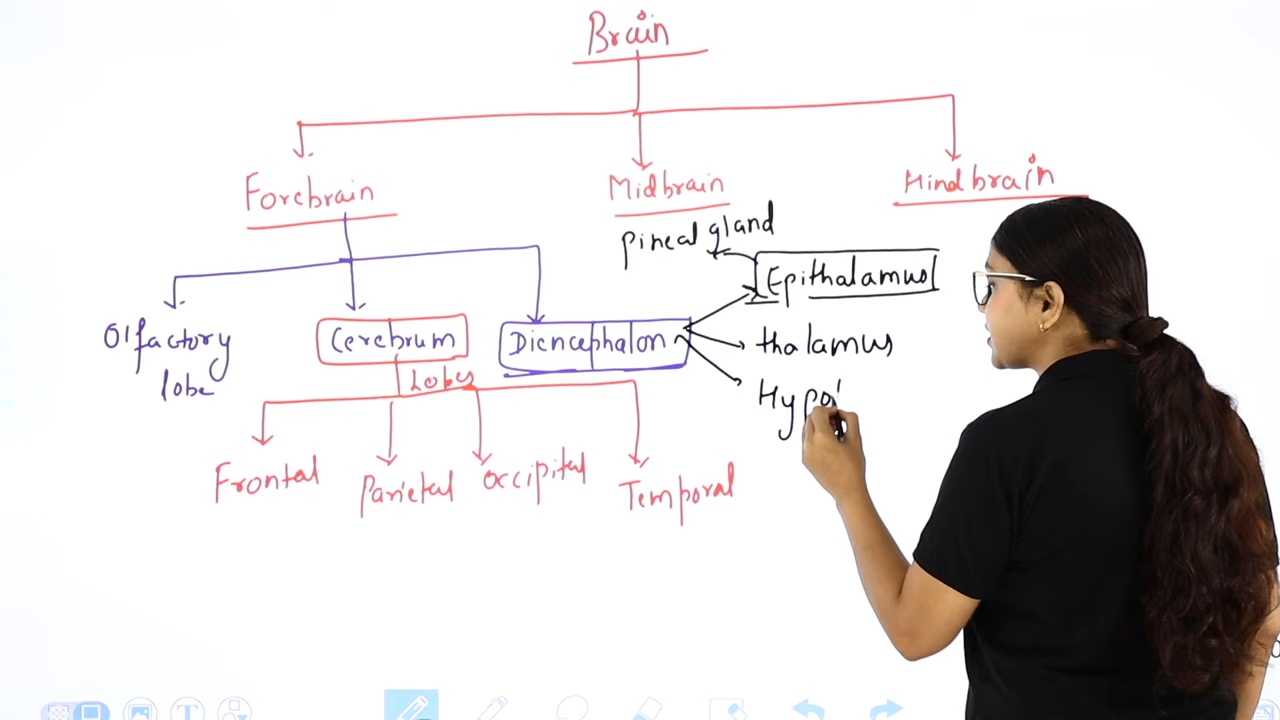 Brain
Forebrain
Midbrain
Hindbrain
pineal gland
Epithalamus
Olfactory
lobe
Cerebrum
Diencephalon
thalamus
Lobes
Hypo
Frontal
Parietal
Occipital
Temporal
T